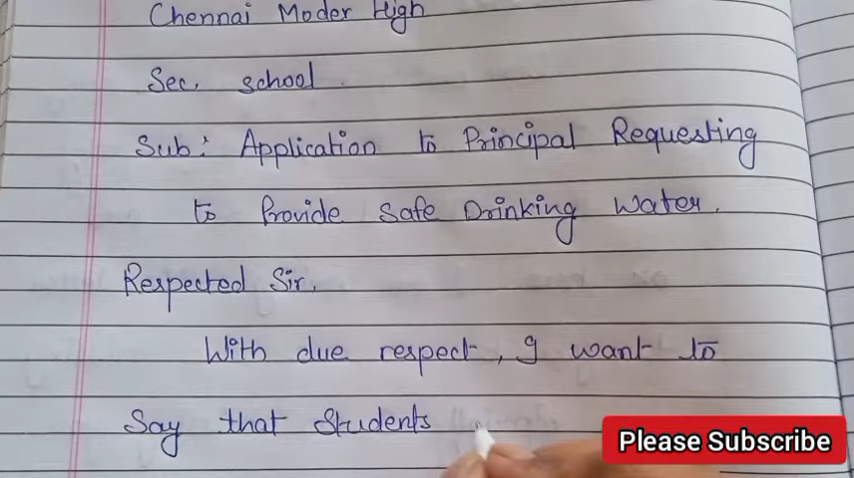 Chennai Moder High
Sec. school
Sub: Application to Principal Requesting
to Provide Safe Drinking Water.
Respected Sir,
With due respect, I want to
Say that Students
Please Subscribe